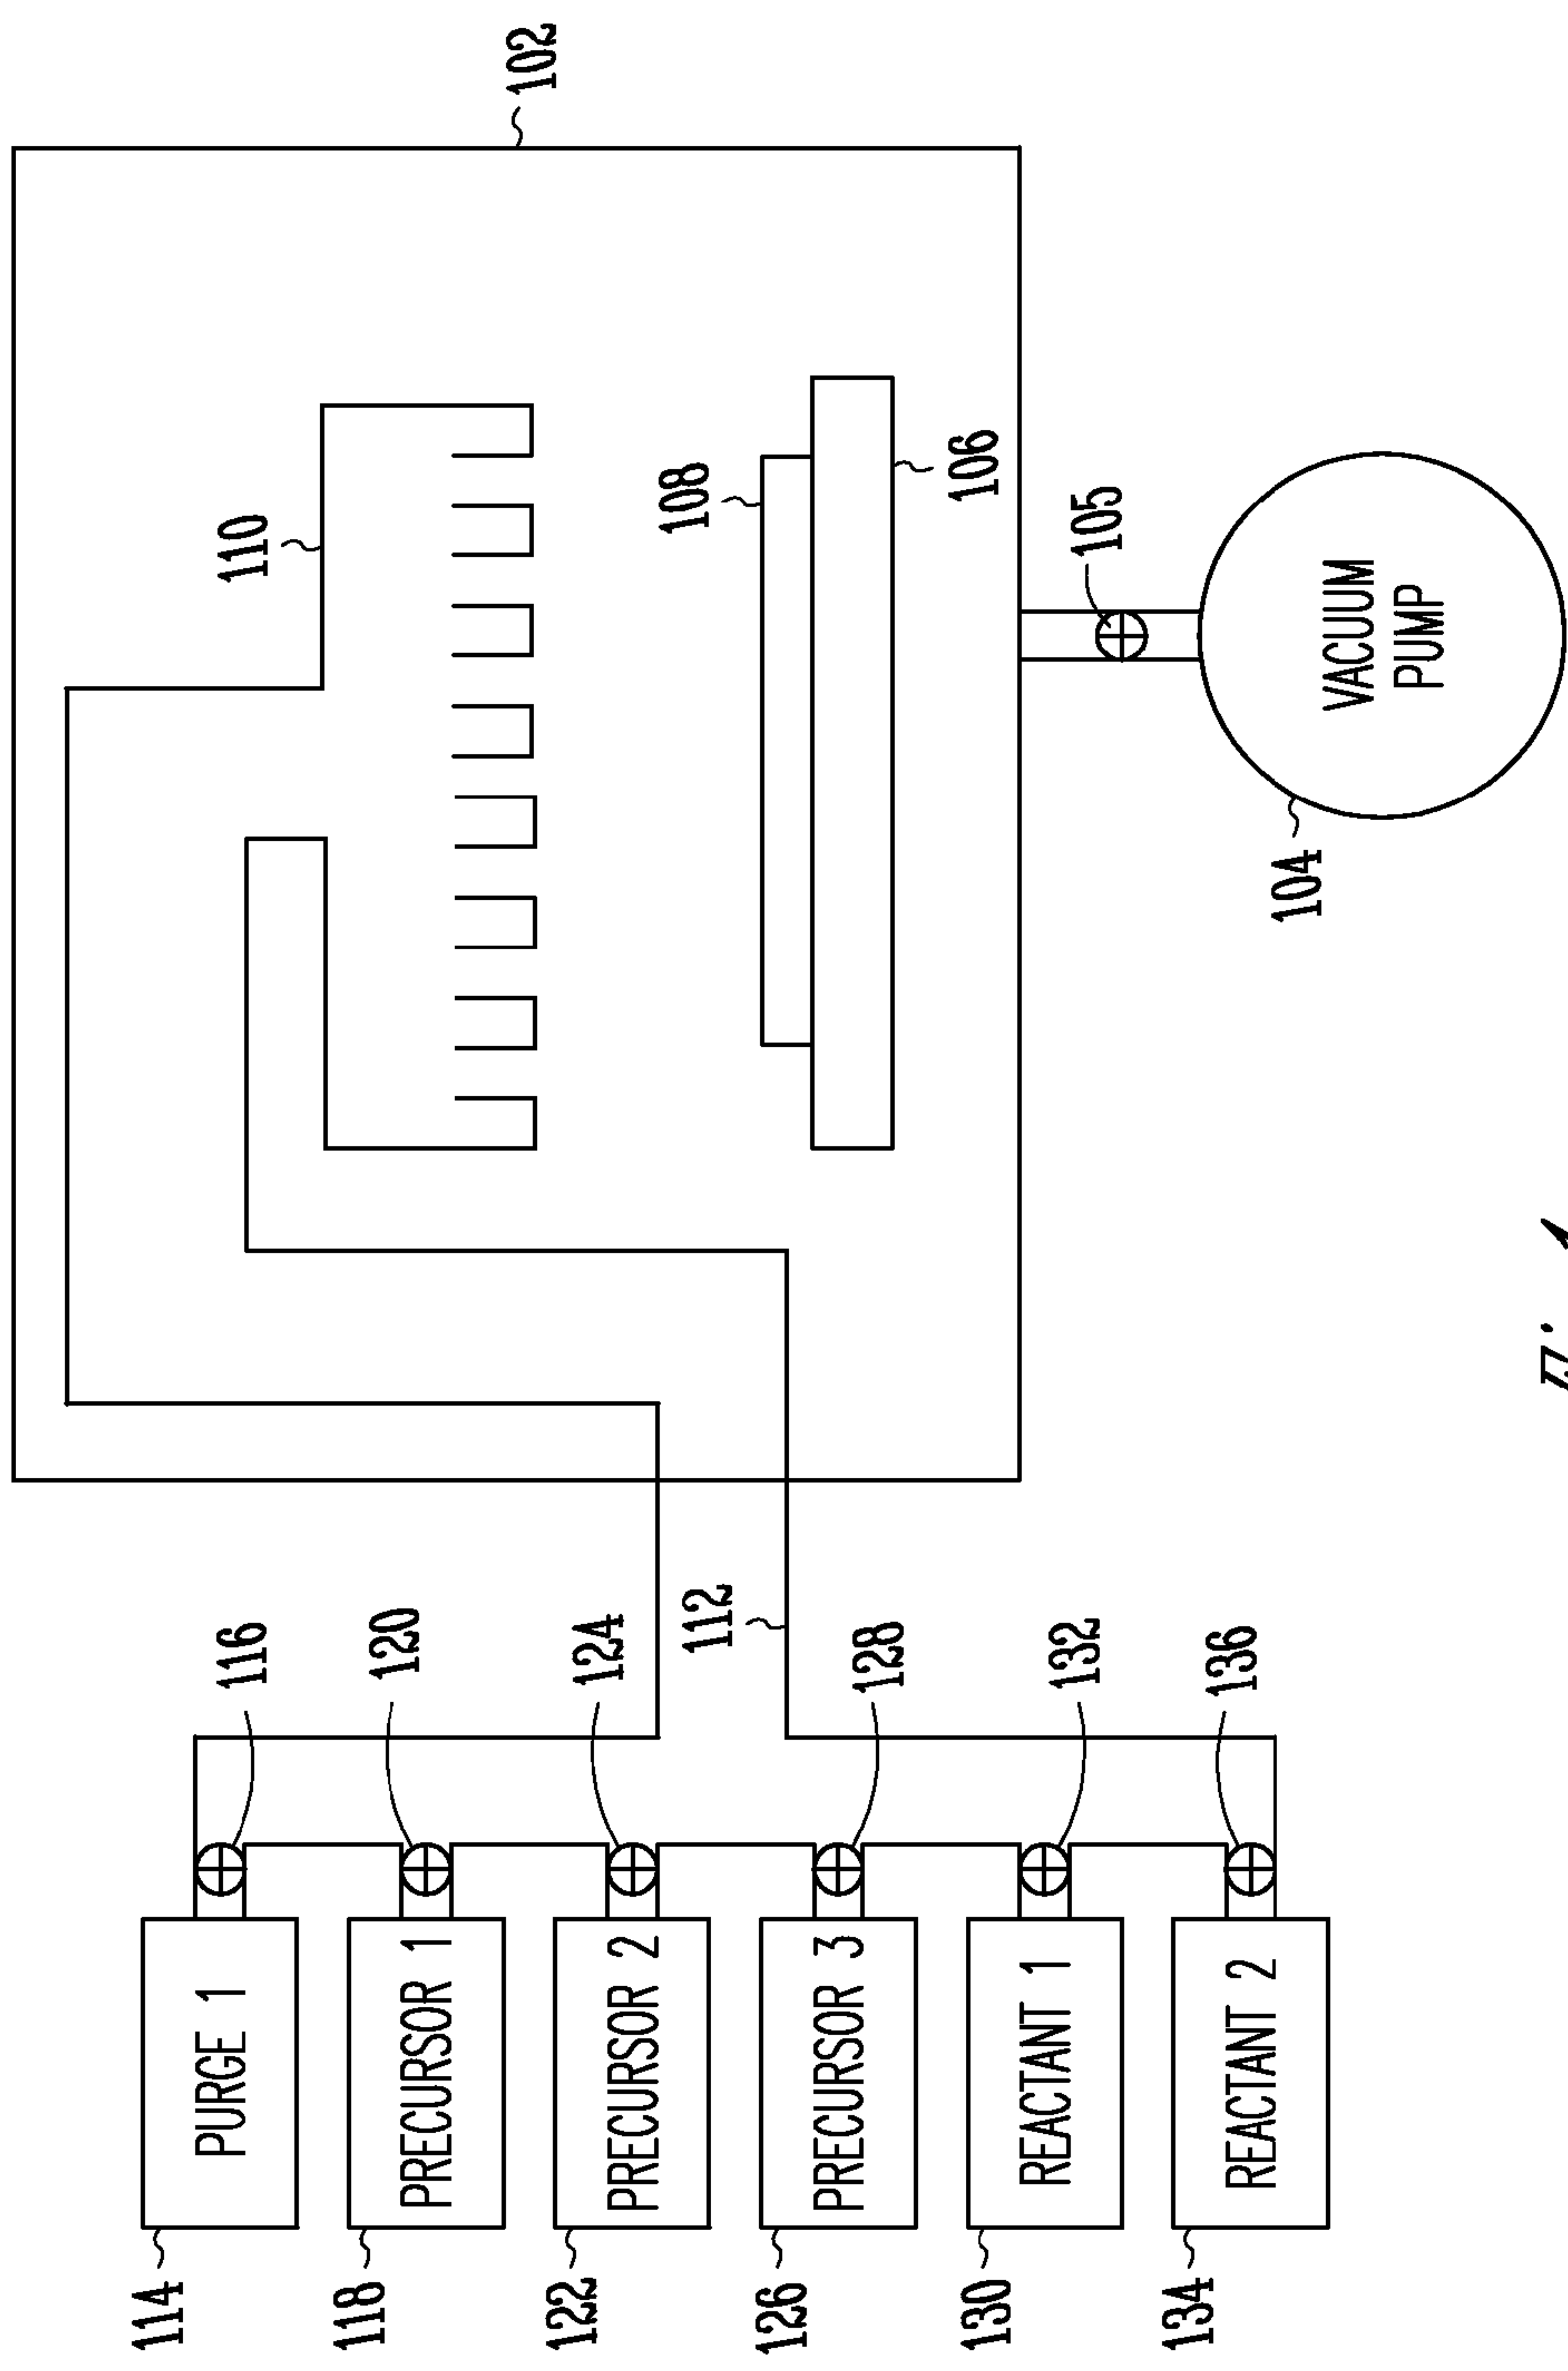 102
110
108
106
105
VACUUM
PUMP
104
112
116
120
124
128
132
136
PURGE 1
PRECURSOR 1
PRECURSOR 2
PRECURSOR 3
REACTANT 1
REACTANT 2
114
118
122
126
130
134